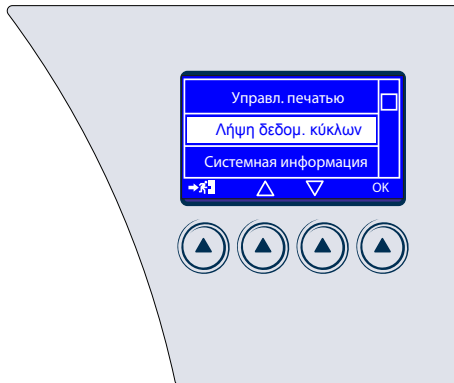 Управл. печатью
Λήψη δεδομ. κύκλων
Системная информация
OK